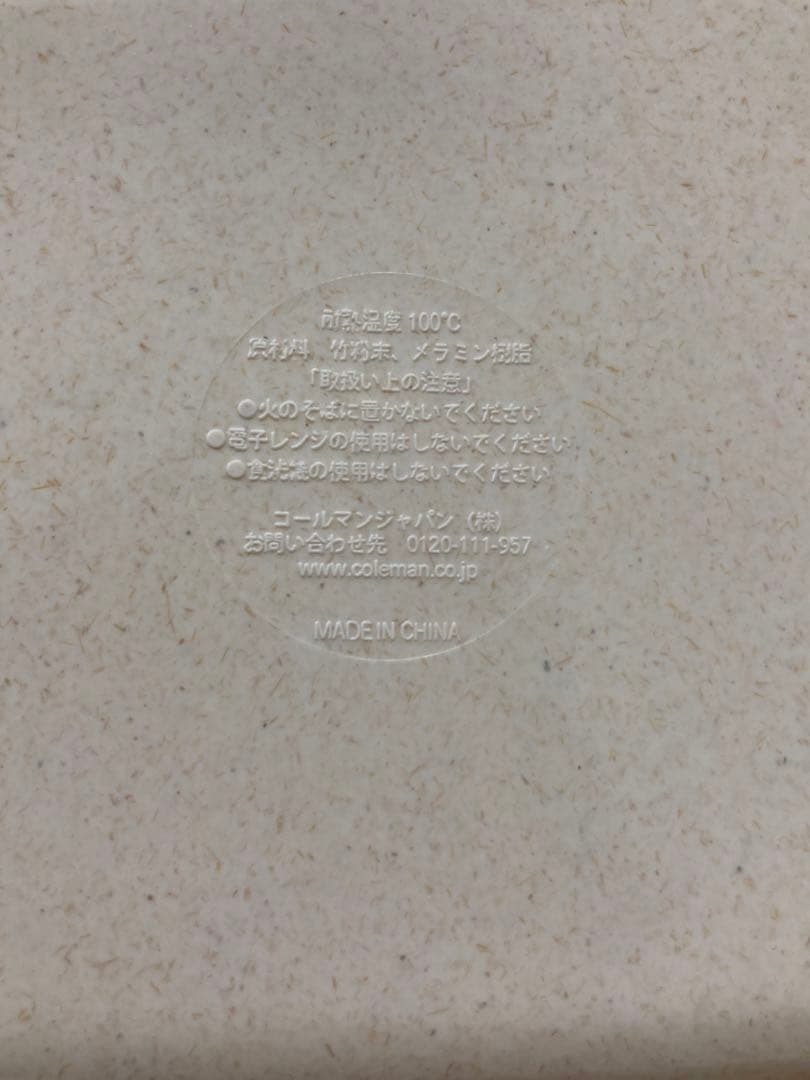 耐熱温度 100℃
原材料　竹粉末、メラミン樹脂
「取扱い上の注意」
●火のそばに置かないでください
●電子レンジの使用はしないでください
●食洗機の使用はしないでください
コールマンジャパン（株）
お問い合わせ先　0120-111-957
www.coleman.co.jp
MADE IN CHINA